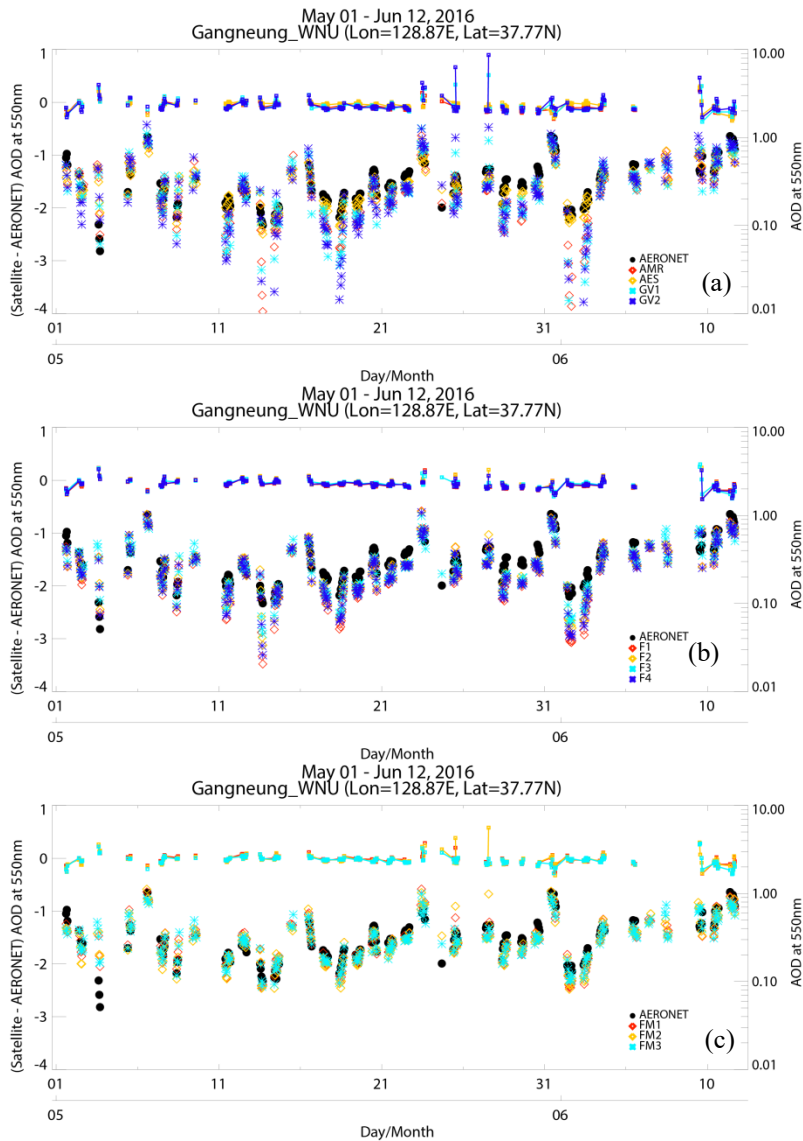 May 01 - Jun 12, 2016
Gangneung_WNU (Lon=128.87E, Lat=37.77N)
(Satellite - AERONET) AOD at 550nm
1
0
-1
-2
-3
-4
10.00
1.00
0.10
0.01
AOD at 550nm
AERONET
AMR
AES
GV1
GV2
(a)
01 11 21 31 10
05 06
Day/Month
May 01 - Jun 12, 2016
Gangneung_WNU (Lon=128.87E, Lat=37.77N)
(Satellite - AERONET) AOD at 550nm
1
0
-1
-2
-3
-4
10.00
1.00
0.10
0.01
AOD at 550nm
AERONET
F1
F2
F3
F4
(b)
01 11 21 31 10
05 06
Day/Month
May 01 - Jun 12, 2016
Gangneung_WNU (Lon=128.87E, Lat=37.77N)
(Satellite - AERONET) AOD at 550nm
1
0
-1
-2
-3
-4
10.00
1.00
0.10
0.01
AOD at 550nm
AERONET
FM1
FM2
FM3
(c)
01 11 21 31 10
05 06
Day/Month